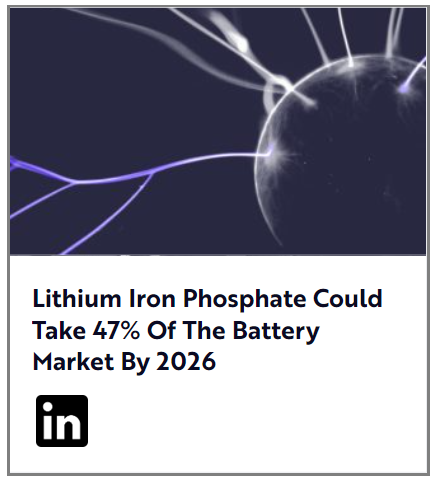 Lithium Iron Phosphate Could
Take 47% Of The Battery
Market By 2026
in